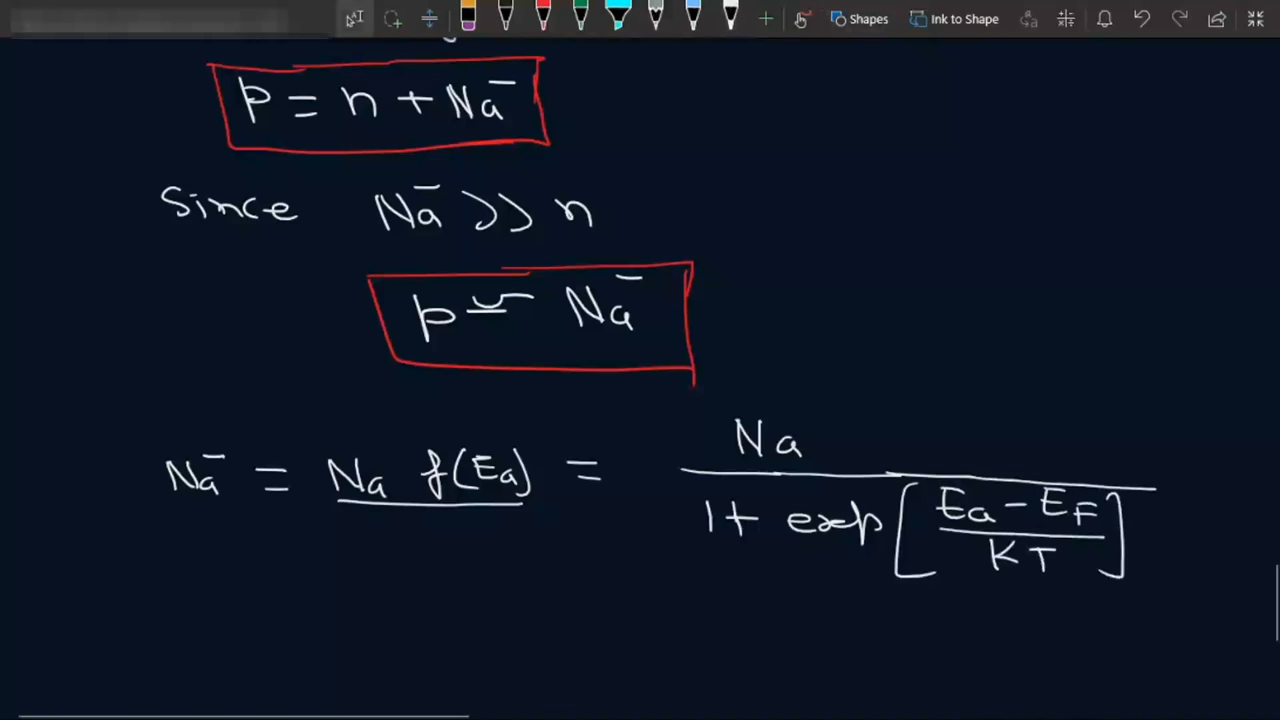 Shapes Ink to Shape
p = n + Na⁻
Since Na⁻ >> n
p ≃ Na⁻
Na⁻ = Na f(Ea) = Na / 1 + exp[Ea - EF / KT]